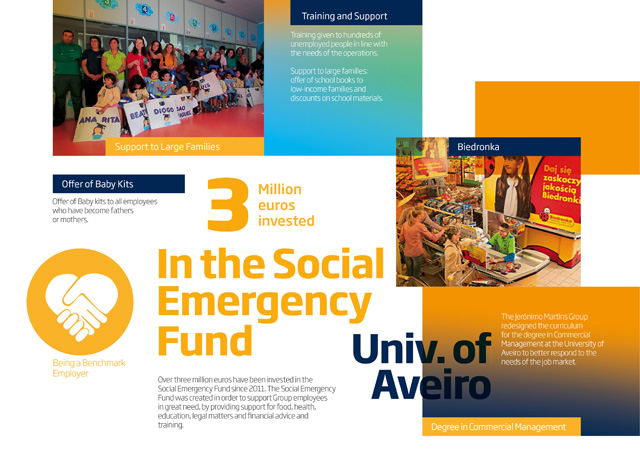 Training and Support
Training given to hundreds of
unemployed people in line with
the needs of the operations.
Support to large families:
offer of school books to
low-income families and
discounts on school materials.
ANA RITA
BEAT
DIOGO
Support to Large Families
Biedronka
Daj się
zaskoczy
jakością
Biedronki
Offer of Baby Kits
Offer of Baby kits to all employees
who have become fathers
or mothers.
3
Million
euros
invested
In the Social
Emergency
Fund
Being a Benchmark
Employer
Over three million euros have been invested in the
Social Emergency Fund since 2011. The Social Emergency
Fund was created in order to support Group employees
in great need, by providing support for food, health,
education, legal matters and financial advice and
training.
Univ. of
Aveiro
The Jerónimo Martins Group
redesigned the curriculum
for the degree in Commercial
Management at the University of
Aveiro to better respond to the
needs of the job market.
Degree in Commercial Management